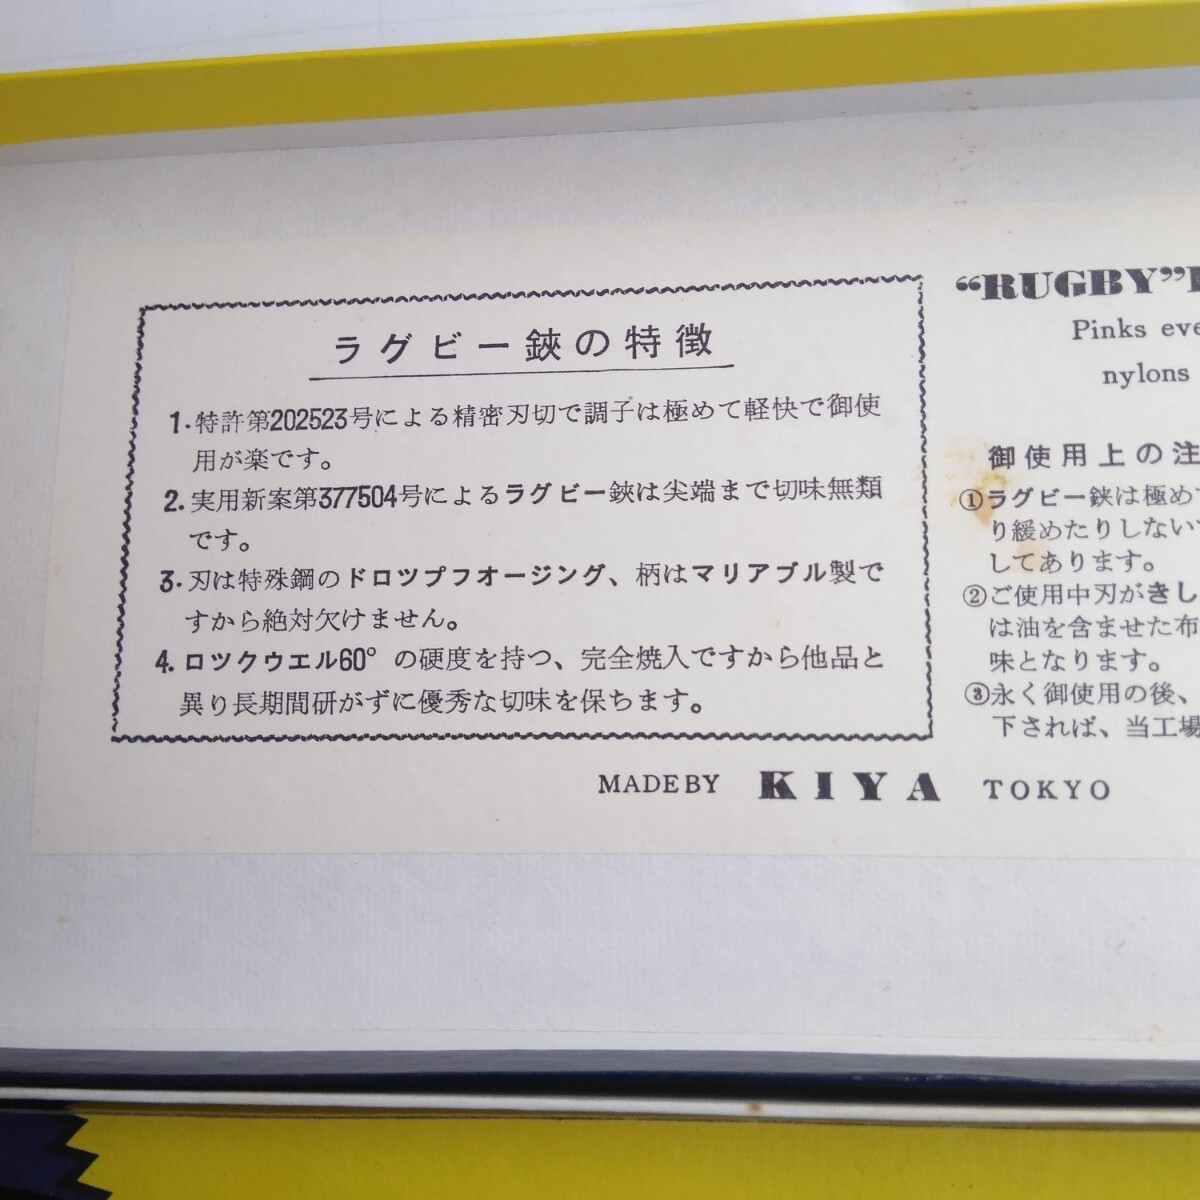 ラグビー鋏の特徴
1.特許第202523号による精密刃切で調子は極めて軽快で御使
用が楽です。
2.実用新案第377504号によるラグビー鋏は尖端まで切味無類
です。
3.刃は特殊鋼のドロツプフオージング、柄はマリアブル製で
すから絶対欠けません。
4.ロツクウエル60°の硬度を持つ、完全焼入ですから他品と
異り長期間研がずに優秀な切味を保ちます。
“RUGBY”
Pinks eve
nylons
御使用上の注
①ラグビー鋏は極め
り緩めたりしない
してあります。
②ご使用中刃がきし
は油を含ませた布
味となります。
③永く御使用の後、
下されば、当工場
MADE BY KIYA TOKYO